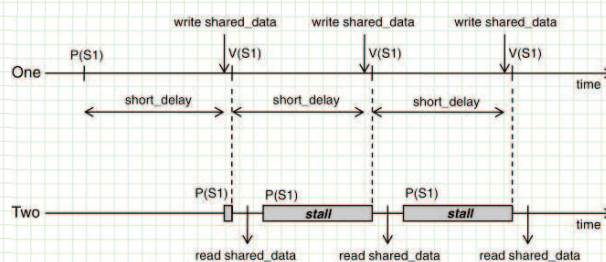 write shared_data write shared_data write shared_data
P(S1) V(S1) V(S1) V(S1)
One
time
short_delay short_delay short_delay
P(S1) P(S1) P(S1)
Two stall stall
time
read shared_data read shared_data read shared_data